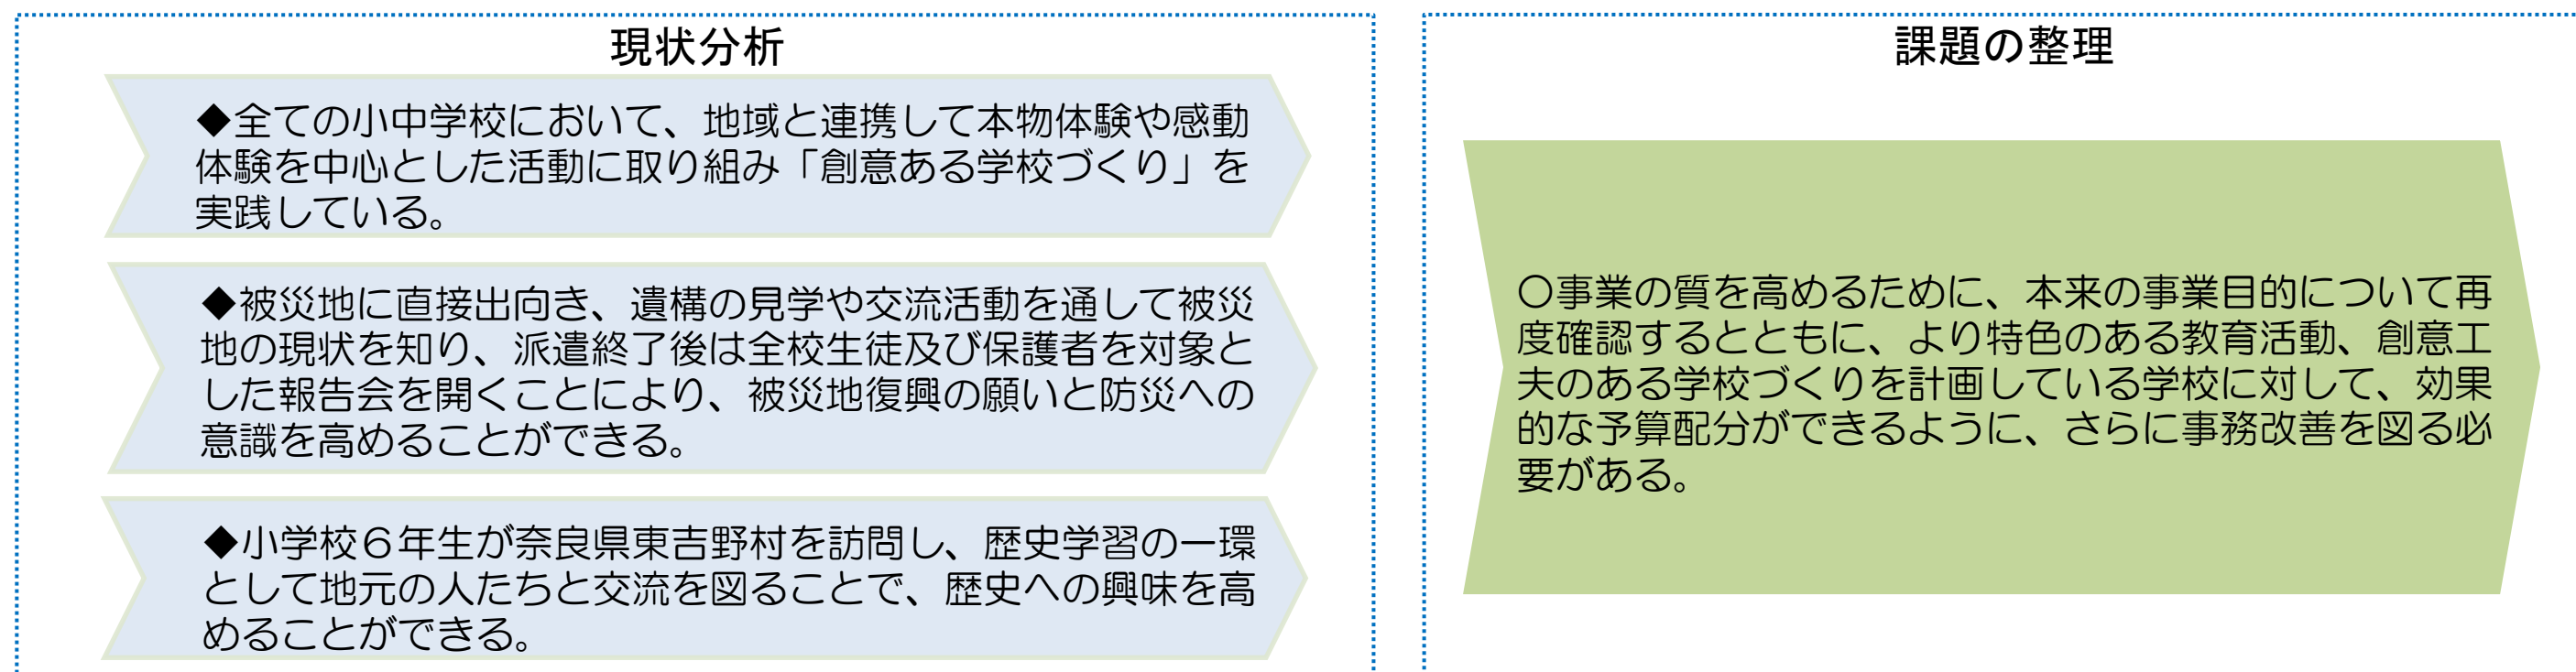 現状分析
◆全ての小中学校において、地域と連携して本物体験や感動
体験を中心とした活動に取り組み「創意ある学校づくり」を
実践している。
◆被災地に直接出向き、遺構の見学や交流活動を通して被災
地の現状を知り、派遣終了後は全校生徒及び保護者を対象と
した報告会を開くことにより、被災地復興の願いと防災への
意識を高めることができる。
◆小学校６年生が奈良県東吉野村を訪問し、歴史学習の一環
として地元の人たちと交流を図ることで、歴史への興味を高
めることができる。
課題の整理
〇事業の質を高めるために、本来の事業目的について再
度確認するとともに、より特色のある教育活動、創意工
夫のある学校づくりを計画している学校に対して、効果
的な予算配分ができるように、さらに事務改善を図る必
要がある。